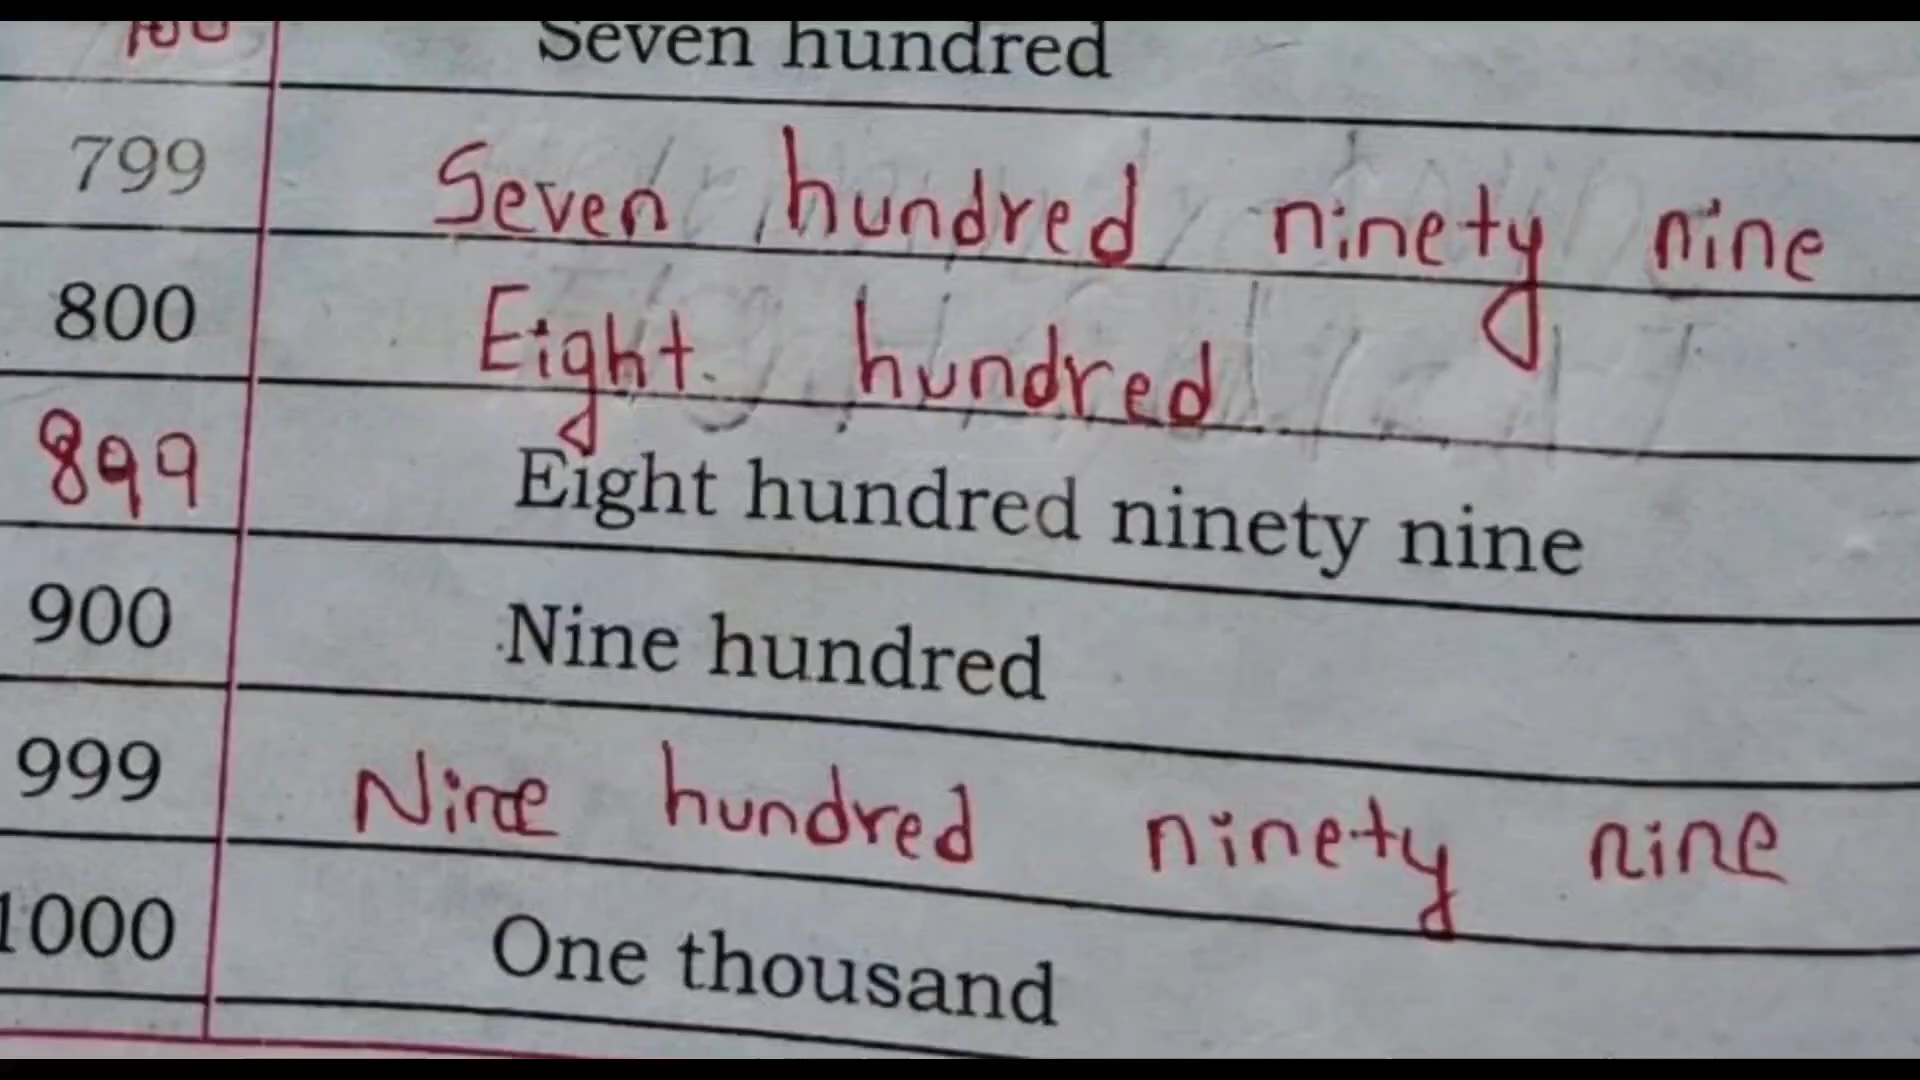 700 Seven hundred
799 Seven hundred ninety nine
800 Eight hundred
899 Eight hundred ninety nine
900 Nine hundred
999 Nine hundred ninety nine
1000 One thousand